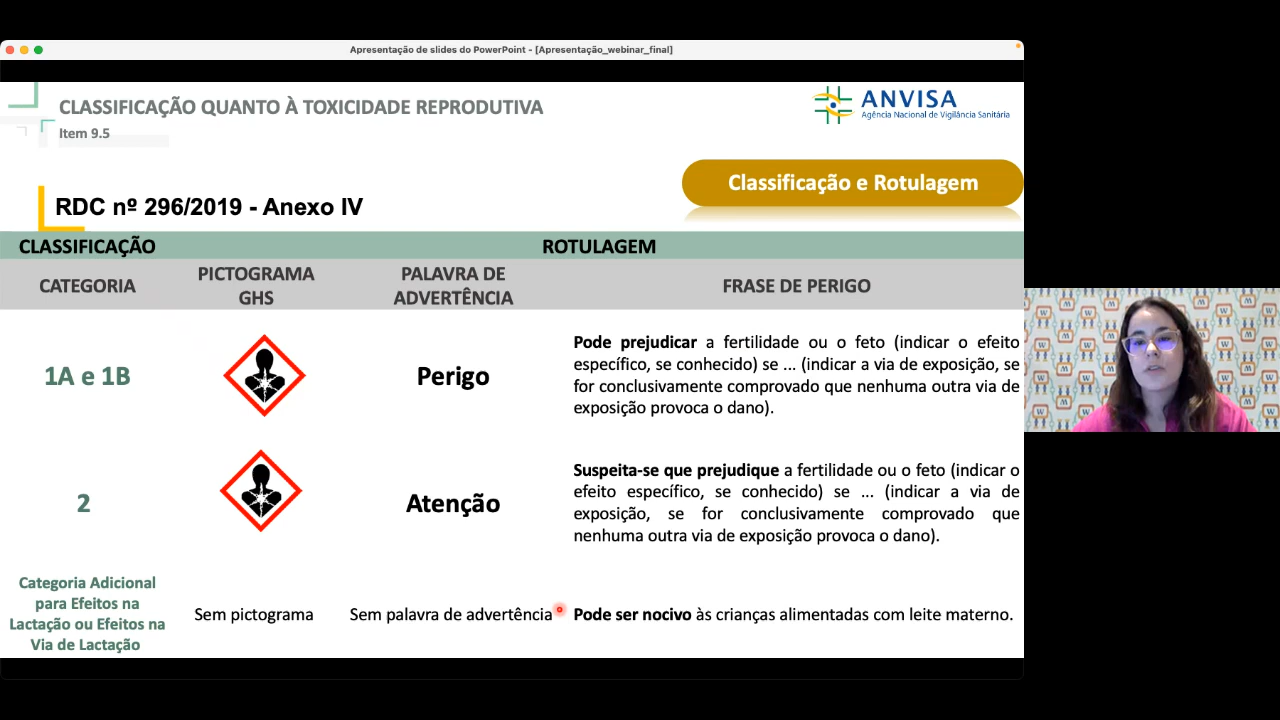 Apresentação de slides do PowerPoint - [Apresentação_webinar_final]
CLASSIFICAÇÃO QUANTO À TOXICIDADE REPRODUTIVA
Item 9.5
ANVISA
Agência Nacional de Vigilância Sanitária
Classificação e Rotulagem
RDC nº 296/2019 - Anexo IV
CLASSIFICAÇÃO
ROTULAGEM
CATEGORIA
PICTOGRAMA
GHS
PALAVRA DE
ADVERTÊNCIA
FRASE DE PERIGO
1A e 1B
Perigo
Pode prejudicar a fertilidade ou o feto (indicar o efeito
específico, se conhecido) se ... (indicar a via de exposição, se
for conclusivamente comprovado que nenhuma outra via de
exposição provoca o dano).
2
Atenção
Suspeita-se que prejudique a fertilidade ou o feto (indicar o
efeito específico, se conhecido) se ... (indicar a via de
exposição, se for conclusivamente comprovado que
nenhuma outra via de exposição provoca o dano).
Categoria Adicional
para Efeitos na
Lactação ou Efeitos na
Via de Lactação
Sem pictograma
Sem palavra de advertência
Pode ser nocivo às crianças alimentadas com leite materno.